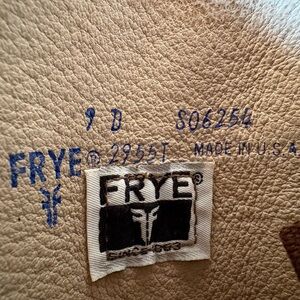 9 D S06254
FRYE® 2955T MADE IN U.S.A.
FRYE®
SINCE 1863